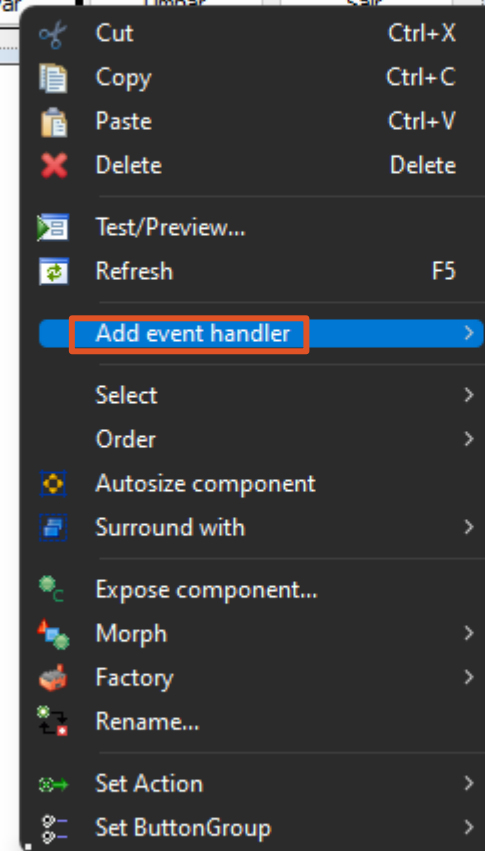 Cut Ctrl+X
Copy Ctrl+C
Paste Ctrl+V
Delete Delete
Test/Preview...
Refresh F5
Add event handler
Select
Order
Autosize component
Surround with
Expose component...
Morph
Factory
Rename...
Set Action
Set ButtonGroup